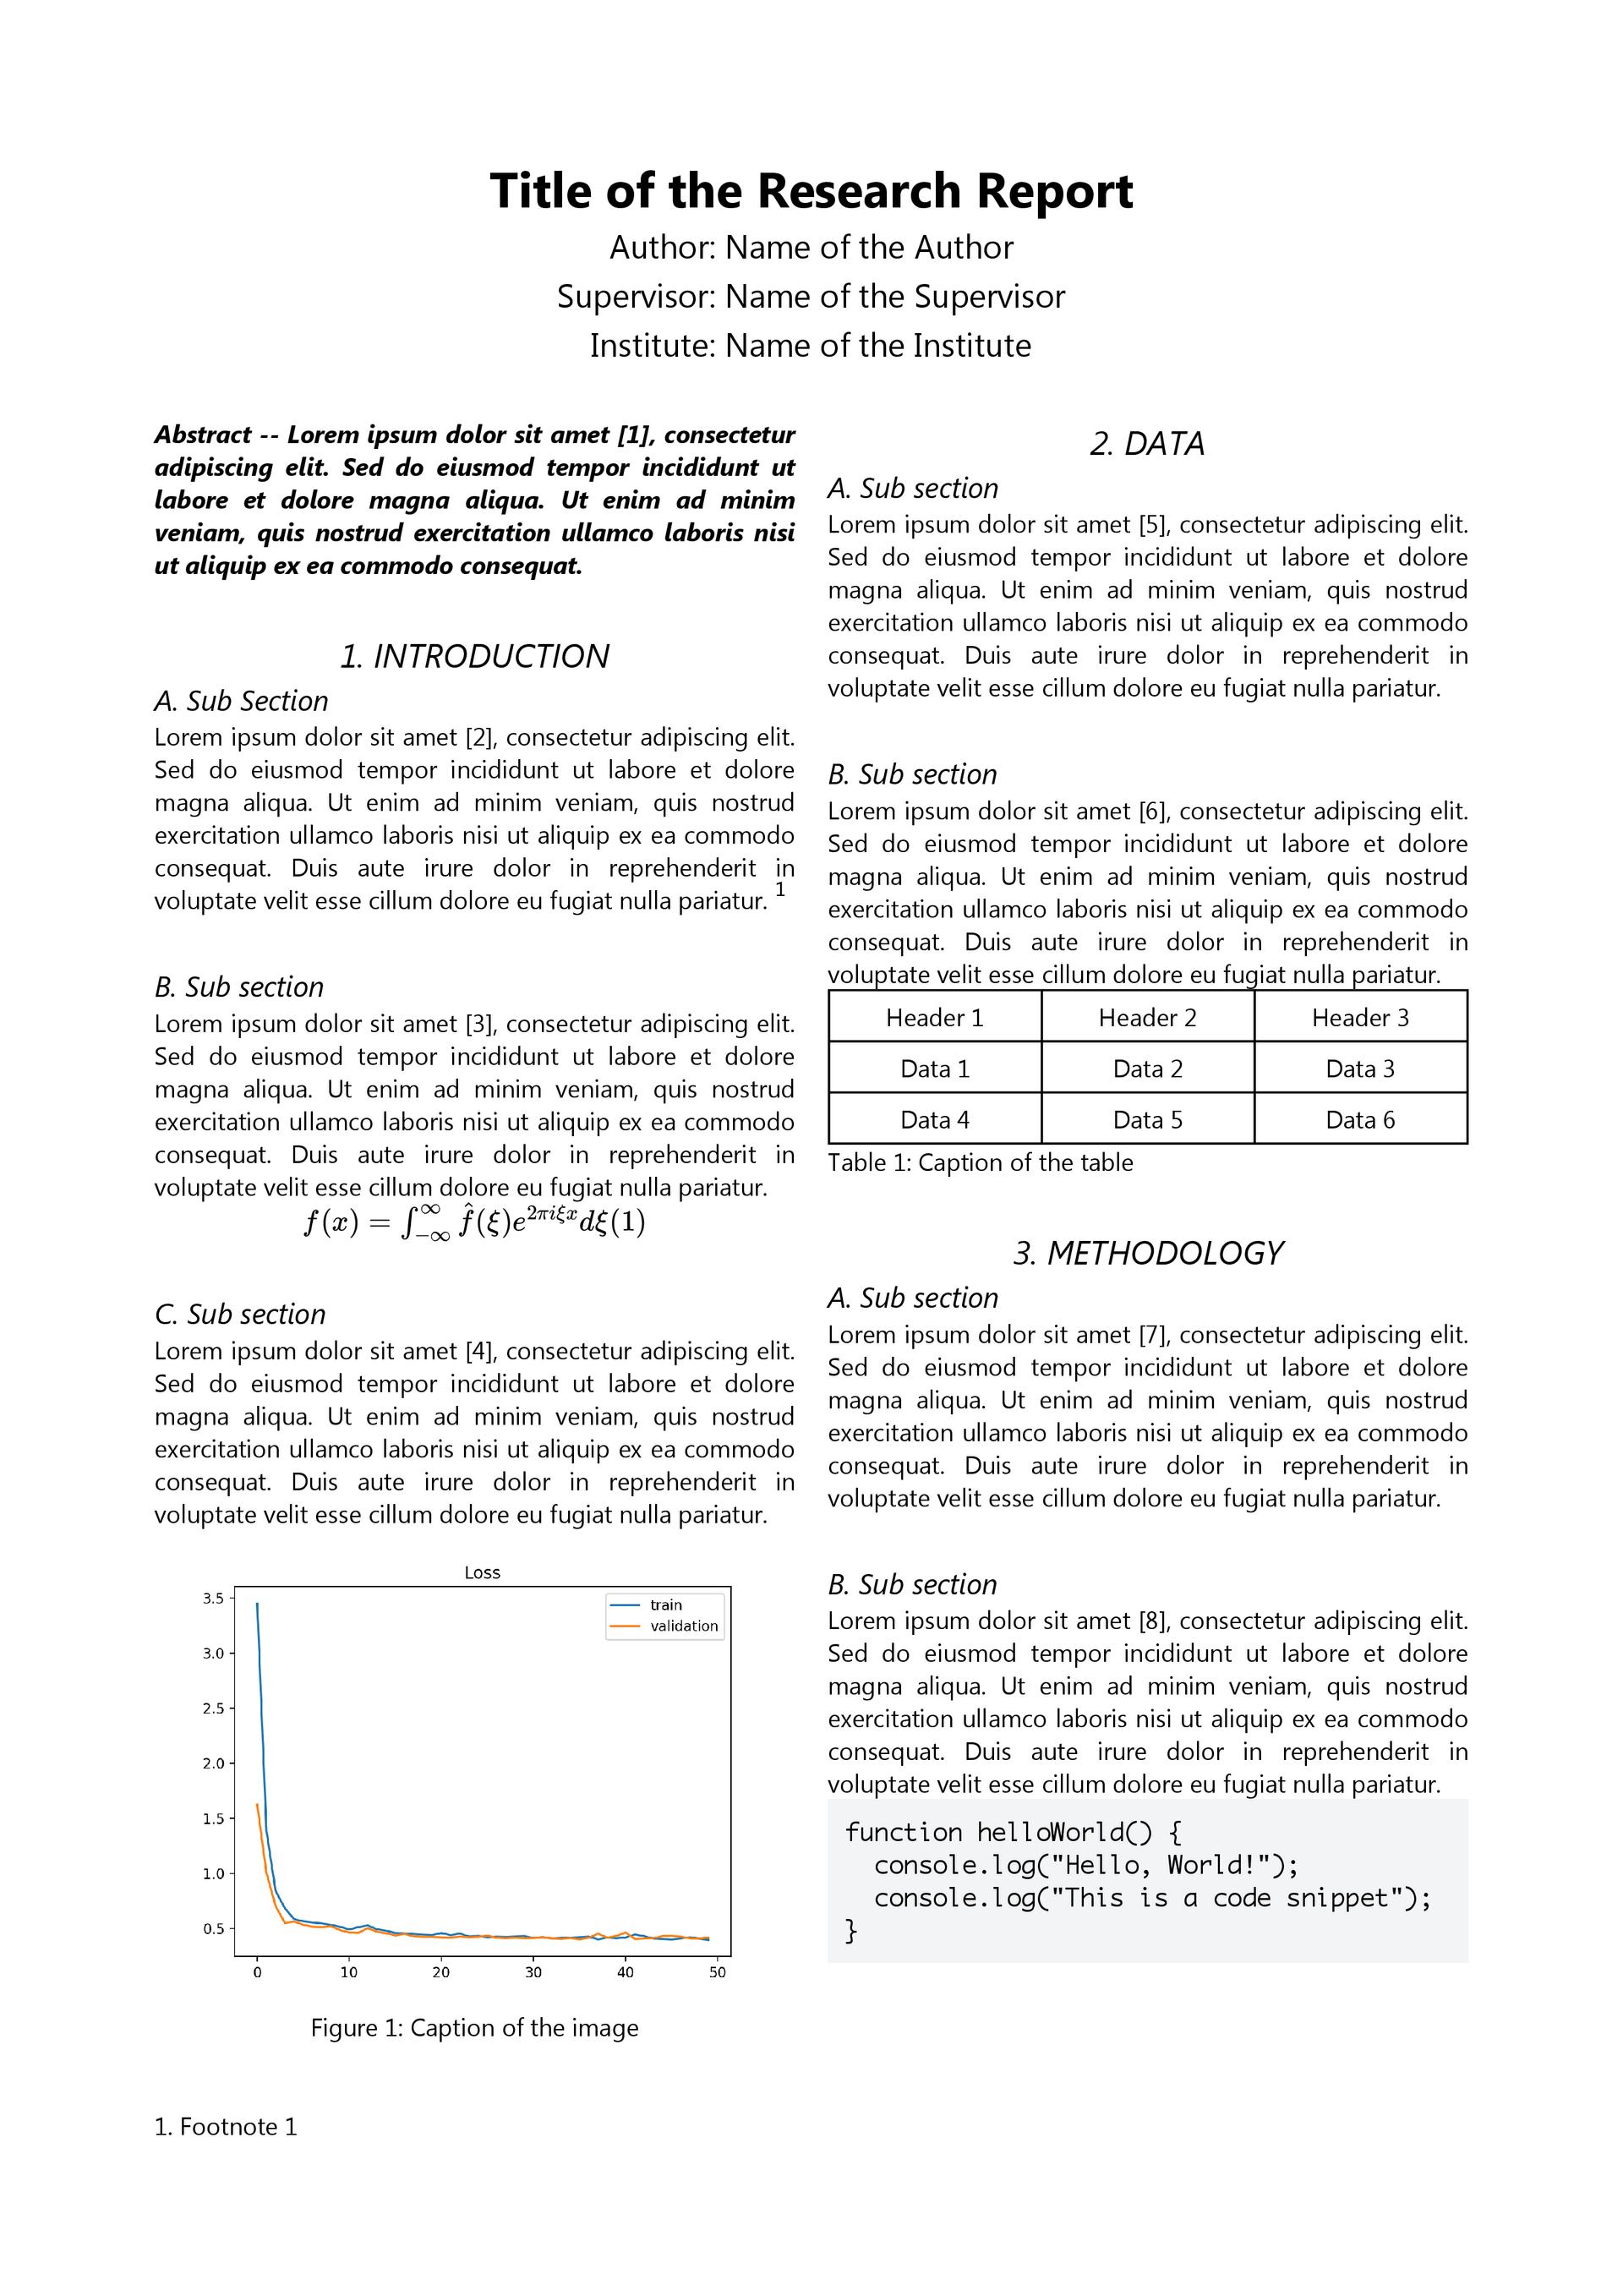 Title of the Research Report
Author: Name of the Author
Supervisor: Name of the Supervisor
Institute: Name of the Institute
Abstract -- Lorem ipsum dolor sit amet [1], consectetur
adipiscing elit. Sed do eiusmod tempor incididunt ut
labore et dolore magna aliqua. Ut enim ad minim
veniam, quis nostrud exercitation ullamco laboris nisi
ut aliquip ex ea commodo consequat.
1. INTRODUCTION
A. Sub Section
Lorem ipsum dolor sit amet [2], consectetur adipiscing elit.
Sed do eiusmod tempor incididunt ut labore et dolore
magna aliqua. Ut enim ad minim veniam, quis nostrud
exercitation ullamco laboris nisi ut aliquip ex ea commodo
consequat. Duis aute irure dolor in reprehenderit in
voluptate velit esse cillum dolore eu fugiat nulla pariatur. 1
B. Sub section
Lorem ipsum dolor sit amet [3], consectetur adipiscing elit.
Sed do eiusmod tempor incididunt ut labore et dolore
magna aliqua. Ut enim ad minim veniam, quis nostrud
exercitation ullamco laboris nisi ut aliquip ex ea commodo
consequat. Duis aute irure dolor in reprehenderit in
voluptate velit esse cillum dolore eu fugiat nulla pariatur.
f(x) = ∫_{-∞}^{∞} f̂(ξ)e^{2πiξx}dξ(1)
C. Sub section
Lorem ipsum dolor sit amet [4], consectetur adipiscing elit.
Sed do eiusmod tempor incididunt ut labore et dolore
magna aliqua. Ut enim ad minim veniam, quis nostrud
exercitation ullamco laboris nisi ut aliquip ex ea commodo
consequat. Duis aute irure dolor in reprehenderit in
voluptate velit esse cillum dolore eu fugiat nulla pariatur.
Loss
train
validation
3.5
3.0
2.5
2.0
1.5
1.0
0.5
0 10 20 30 40 50
Figure 1: Caption of the image
1. Footnote 1
2. DATA
A. Sub section
Lorem ipsum dolor sit amet [5], consectetur adipiscing elit.
Sed do eiusmod tempor incididunt ut labore et dolore
magna aliqua. Ut enim ad minim veniam, quis nostrud
exercitation ullamco laboris nisi ut aliquip ex ea commodo
consequat. Duis aute irure dolor in reprehenderit in
voluptate velit esse cillum dolore eu fugiat nulla pariatur.
B. Sub section
Lorem ipsum dolor sit amet [6], consectetur adipiscing elit.
Sed do eiusmod tempor incididunt ut labore et dolore
magna aliqua. Ut enim ad minim veniam, quis nostrud
exercitation ullamco laboris nisi ut aliquip ex ea commodo
consequat. Duis aute irure dolor in reprehenderit in
voluptate velit esse cillum dolore eu fugiat nulla pariatur.
Header 1 Header 2 Header 3
Data 1 Data 2 Data 3
Data 4 Data 5 Data 6
Table 1: Caption of the table
3. METHODOLOGY
A. Sub section
Lorem ipsum dolor sit amet [7], consectetur adipiscing elit.
Sed do eiusmod tempor incididunt ut labore et dolore
magna aliqua. Ut enim ad minim veniam, quis nostrud
exercitation ullamco laboris nisi ut aliquip ex ea commodo
consequat. Duis aute irure dolor in reprehenderit in
voluptate velit esse cillum dolore eu fugiat nulla pariatur.
B. Sub section
Lorem ipsum dolor sit amet [8], consectetur adipiscing elit.
Sed do eiusmod tempor incididunt ut labore et dolore
magna aliqua. Ut enim ad minim veniam, quis nostrud
exercitation ullamco laboris nisi ut aliquip ex ea commodo
consequat. Duis aute irure dolor in reprehenderit in
voluptate velit esse cillum dolore eu fugiat nulla pariatur.
function helloWorld() {
  console.log("Hello, World!");
  console.log("This is a code snippet");
}